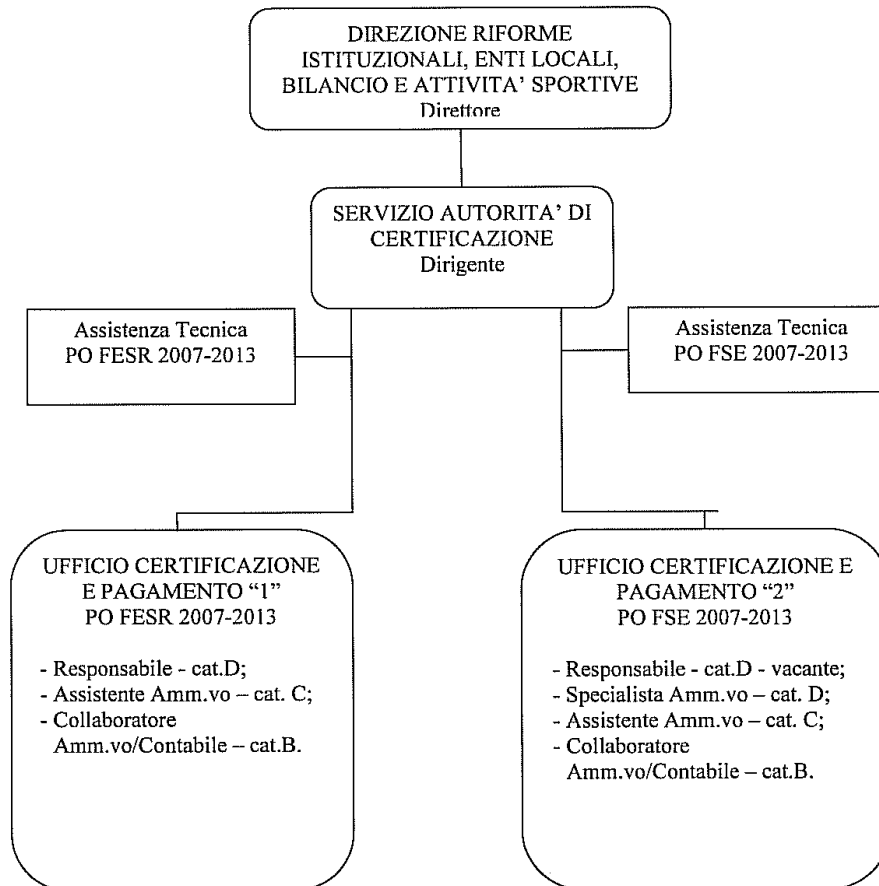 DIREZIONE RIFORME
ISTITUZIONALI, ENTI LOCALI,
BILANCIO E ATTIVITA' SPORTIVE
Direttore
SERVIZIO AUTORITA' DI
CERTIFICAZIONE
Dirigente
Assistenza Tecnica
PO FESR 2007-2013
Assistenza Tecnica
PO FSE 2007-2013
UFFICIO CERTIFICAZIONE
E PAGAMENTO “1”
PO FESR 2007-2013
- Responsabile - cat.D;
- Assistente Amm.vo – cat. C;
- Collaboratore
Amm.vo/Contabile – cat.B.
UFFICIO CERTIFICAZIONE E
PAGAMENTO “2”
PO FSE 2007-2013
- Responsabile - cat.D - vacante;
- Specialista Amm.vo – cat. D;
- Assistente Amm.vo – cat. C;
- Collaboratore
Amm.vo/Contabile – cat.B.